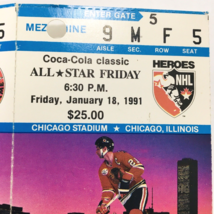 ENTER GATE 5
MEZZANINE 9 M F 5
AISLE SEC. ROW SEAT
Coca-Cola classic
ALL ★ STAR FRIDAY
6:30 P.M.
Friday, January 18, 1991
$25.00
HEROES
NHL
CHICAGO STADIUM • CHICAGO, ILLINOIS